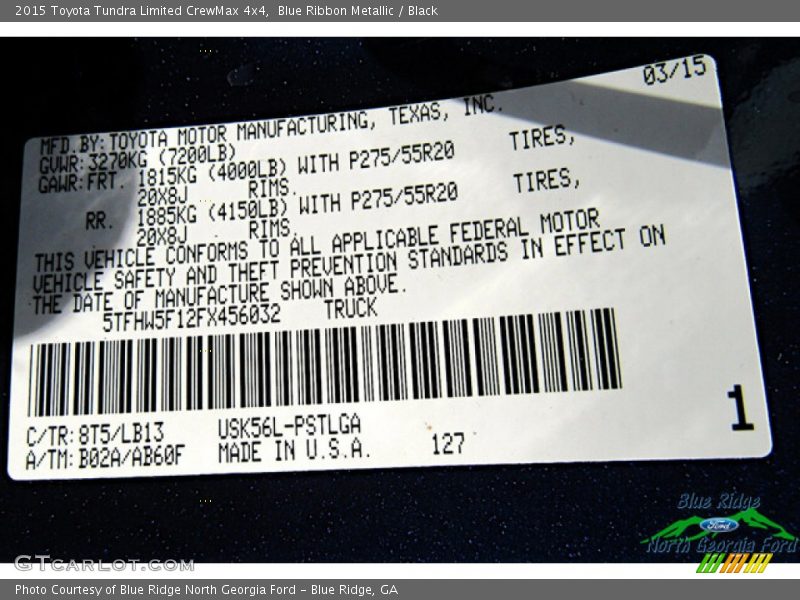 2015 Toyota Tundra Limited CrewMax 4x4,  Blue Ribbon Metallic / Black
03/15
MFD.BY:TOYOTA MOTOR MANUFACTURING, TEXAS, INC.
GVWR:3270KG (7200LB)
GAWR:FRT. 1815KG (4000LB) WITH P275/55R20 TIRES,
20X8J RIMS.
RR. 1885KG (4150LB) WITH P275/55R20 TIRES,
20X8J RIMS.
THIS VEHICLE CONFORMS TO ALL APPLICABLE FEDERAL MOTOR
VEHICLE SAFETY AND THEFT PREVENTION STANDARDS IN EFFECT ON
THE DATE OF MANUFACTURE SHOWN ABOVE.
5TFHW5F12FX456032 TRUCK
C/TR:8T5/LB13 USK56L-PSTLGA
A/TM:B02A/AB60F MADE IN U.S.A. 127
1
Blue Ridge
Ford
North Georgia Ford
GTcarlot.com
Photo Courtesy of Blue Ridge North Georgia Ford - Blue Ridge, GA